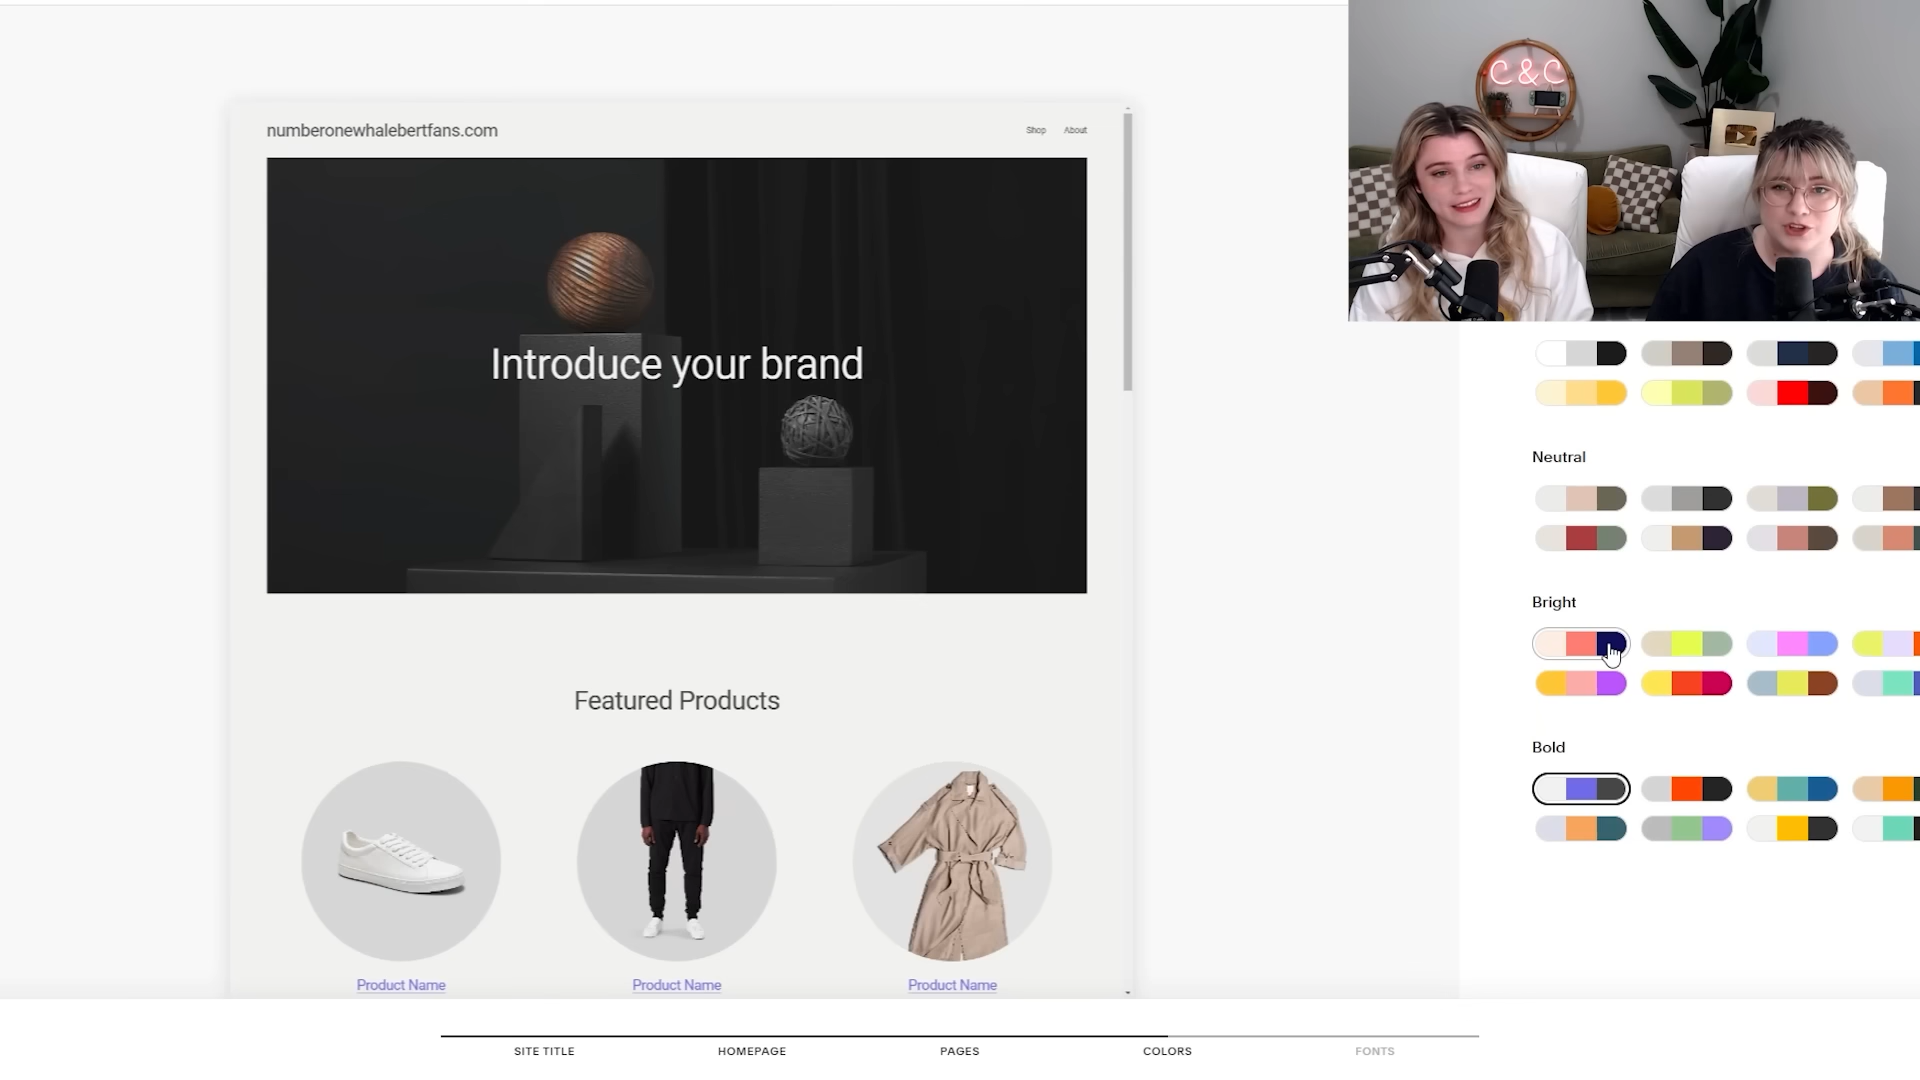 numberonewhalebertfans.com
Shop About
C & C
Introduce your brand
Neutral
Bright
Featured Products
Bold
Product Name Product Name Product Name
SITE TITLE HOMEPAGE PAGES COLORS FONTS